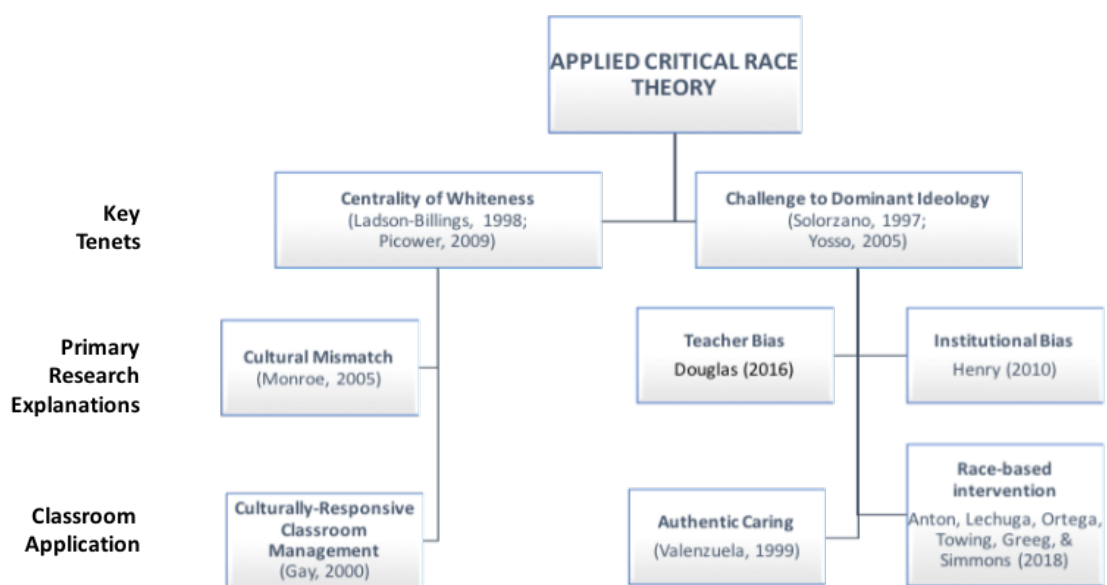 APPLIED CRITICAL RACE
THEORY
Key
Tenets
Centrality of Whiteness
(Ladson-Billings, 1998;
Picower, 2009)
Challenge to Dominant Ideology
(Solorzano, 1997;
Yosso, 2005)
Primary
Research
Explanations
Cultural Mismatch
(Monroe, 2005)
Teacher Bias
Douglas (2016)
Institutional Bias
Henry (2010)
Classroom
Application
Culturally-Responsive
Classroom
Management
(Gay, 2000)
Authentic Caring
(Valenzuela, 1999)
Race-based
intervention
Anton, Lechuga, Ortega,
Towing, Greeg, &
Simmons (2018)